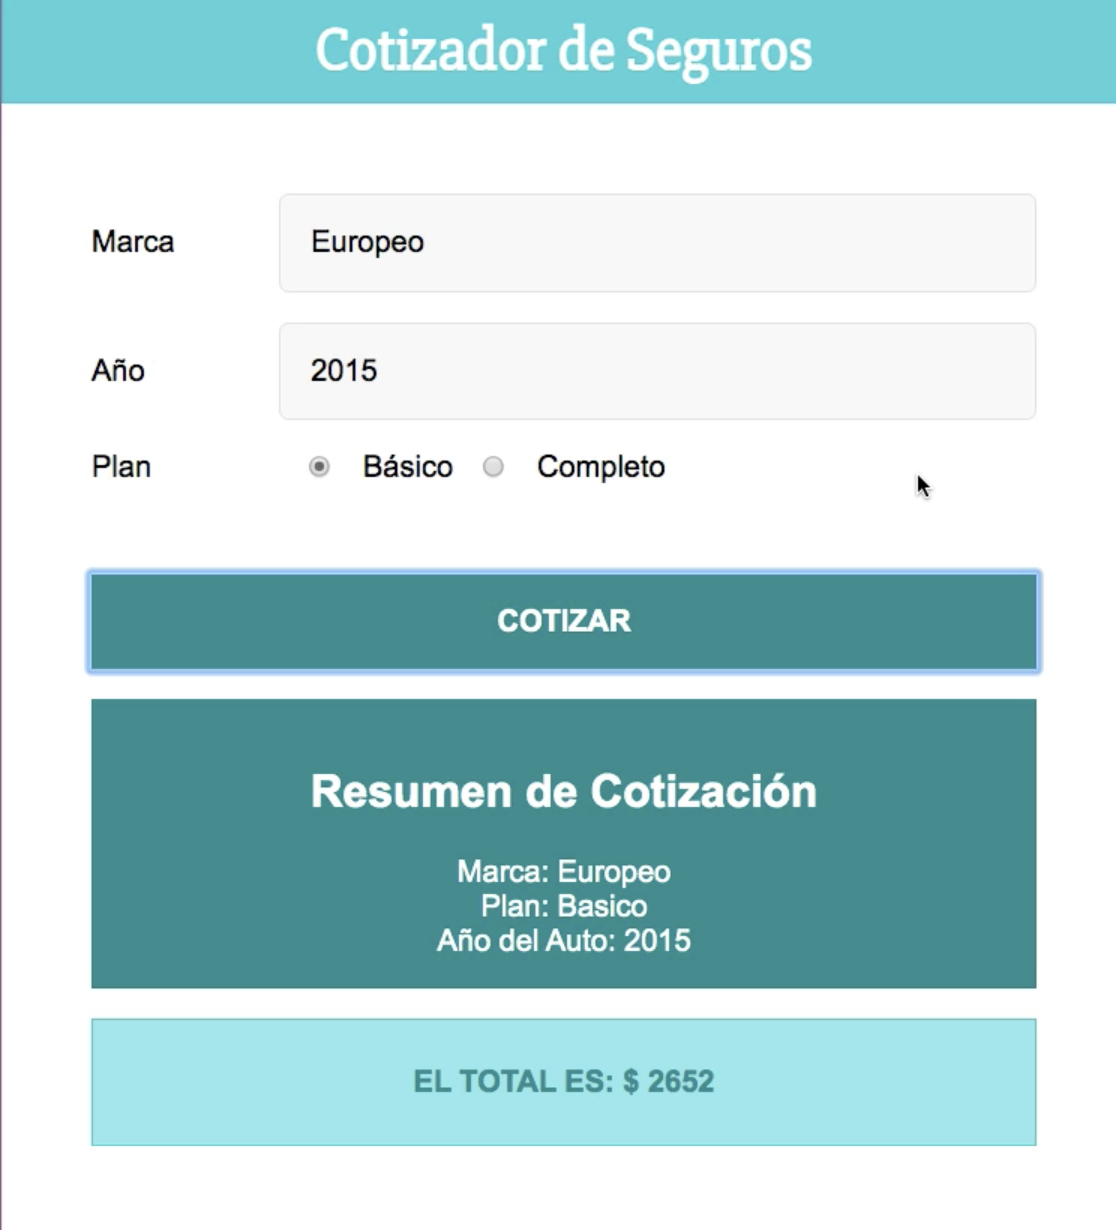 Cotizador de Seguros
Marca Europeo
Año 2015
Plan Básico Completo
COTIZAR
Resumen de Cotización
Marca: Europeo
Plan: Basico
Año del Auto: 2015
EL TOTAL ES: $ 2652